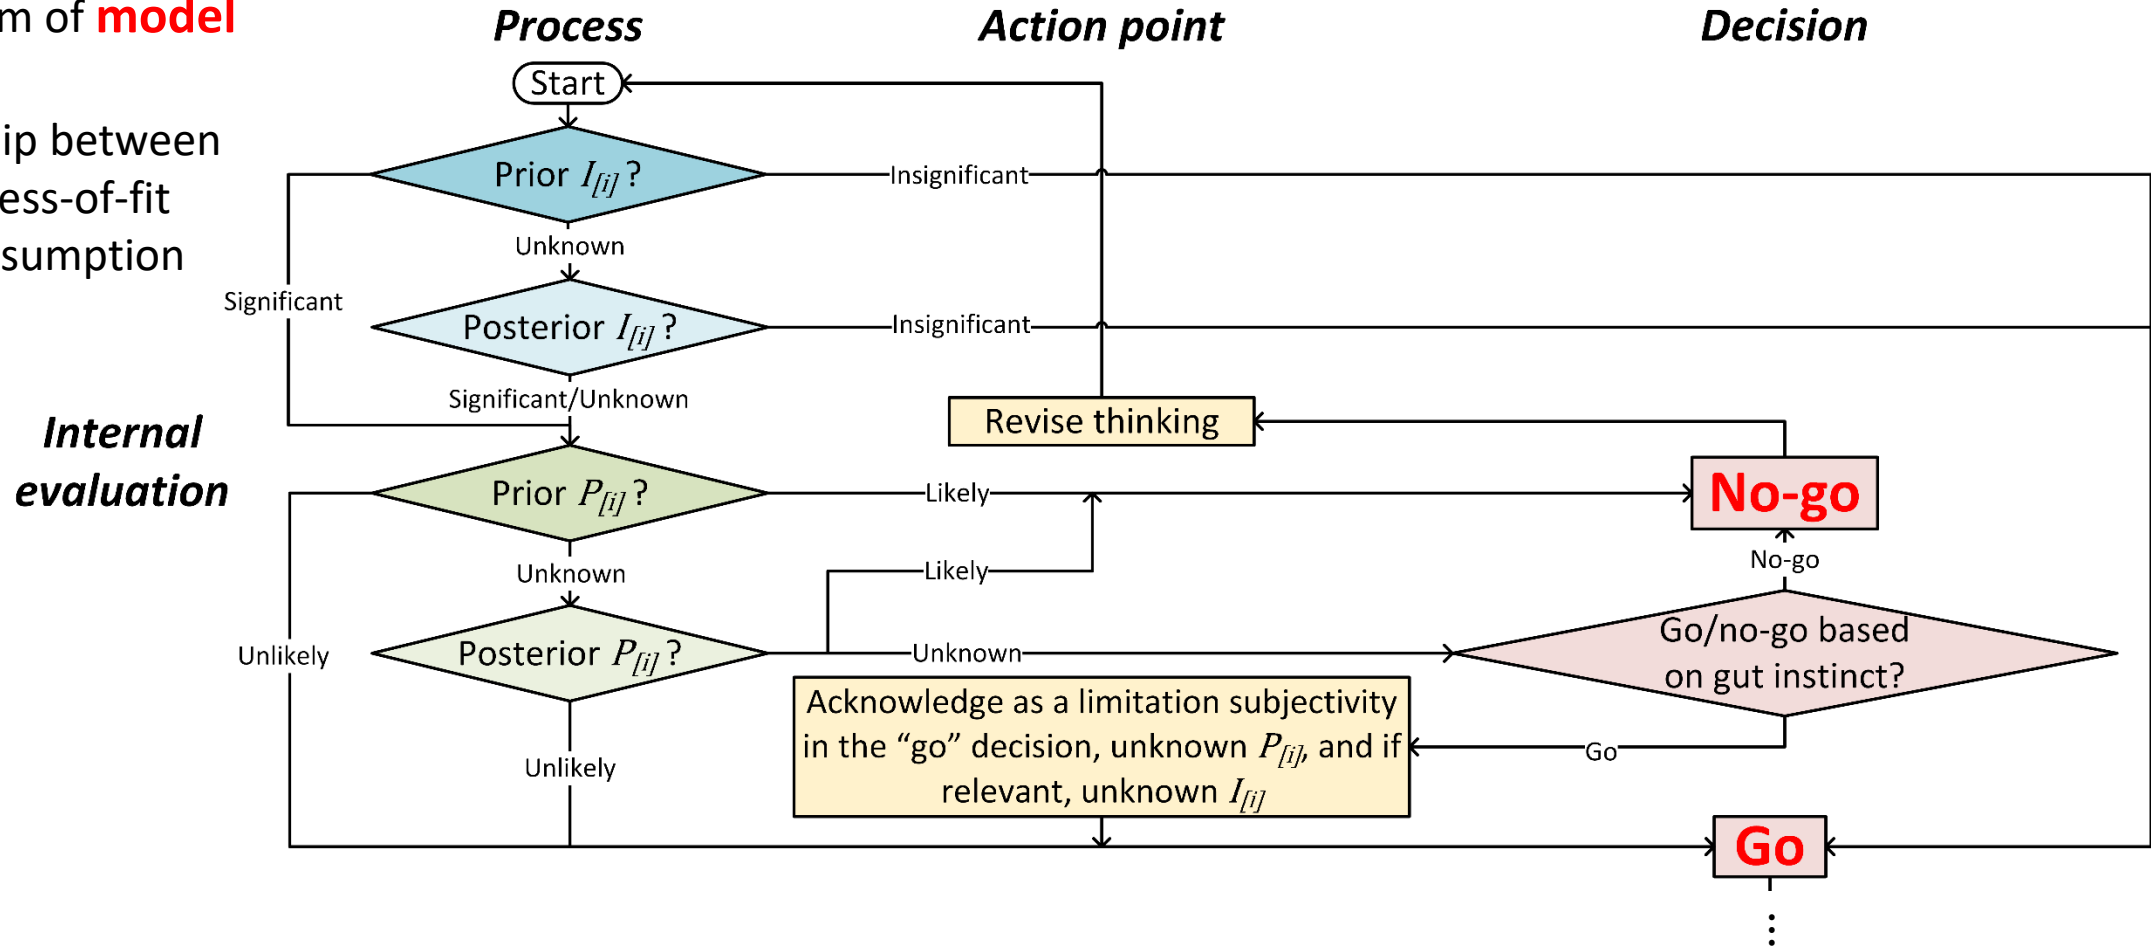 m of model
ip between
ess-of-fit
sumption
Internal
evaluation
Process
Action point
Decision
Start
Prior I[i] ?
Insignificant
Unknown
Significant
Posterior I[i] ?
Insignificant
Significant/Unknown
Revise thinking
Prior P[i] ?
Likely
No-go
Unknown
Likely
No-go
Unlikely
Posterior P[i] ?
Unknown
Go/no-go based
on gut instinct?
Acknowledge as a limitation subjectivity
in the “go” decision, unknown P[i], and if
relevant, unknown I[i]
Go
Unlikely
Go
⋮